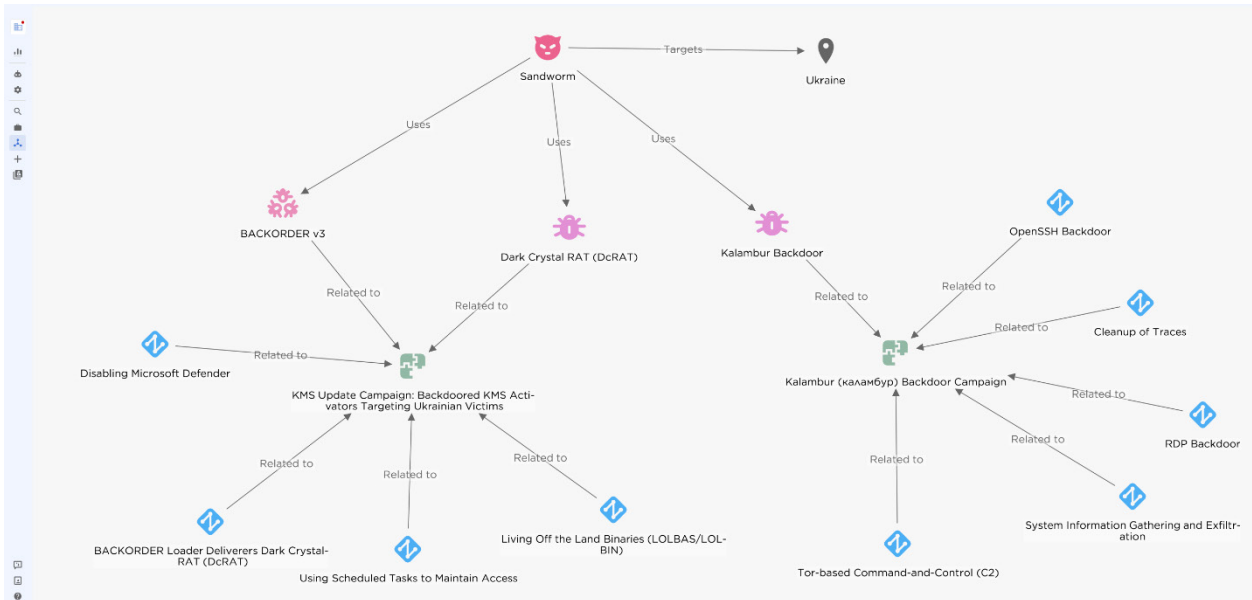 Targets
Sandworm
Ukraine
Uses
Uses
Uses
BACKORDER v3
Dark Crystal RAT (DcRAT)
Kalambur Backdoor
OpenSSH Backdoor
Related to
Related to
Related to
Related to
Related to
Cleanup of Traces
Related to
Disabling Microsoft Defender
KMS Update Campaign: Backdoored KMS Acti-
vators Targeting Ukrainian Victims
Kalambur (каламбур) Backdoor Campaign
Related to
RDP Backdoor
Related to
Related to
Related to
Related to
Related to
BACKORDER Loader Deliverers Dark Crystal-
RAT (DcRAT)
Using Scheduled Tasks to Maintain Access
Living Off the Land Binaries (LOLBAS/LOL-
BIN)
System Information Gathering and Exfiltr-
ation
Tor-based Command-and-Control (C2)